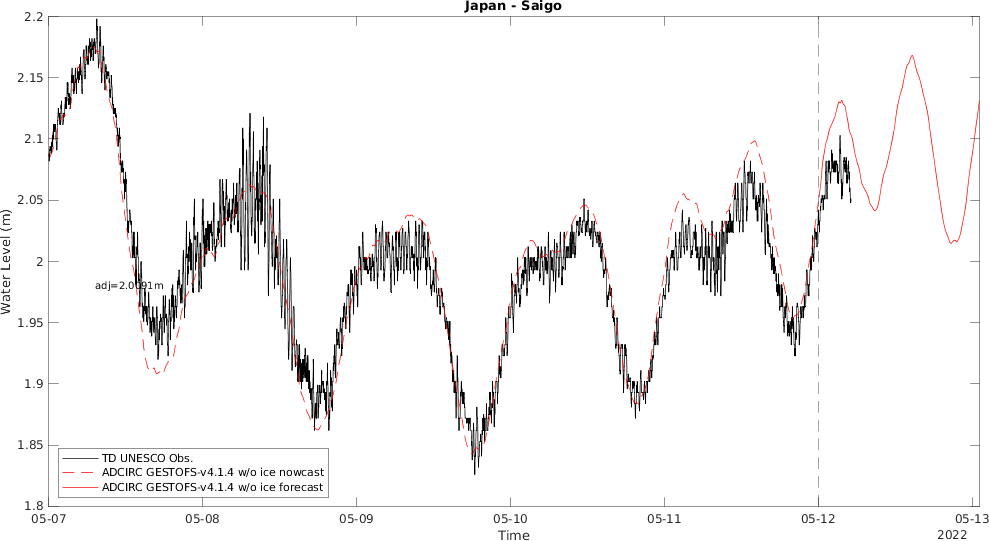 Japan - Saigo
2.2
2.15
2.1
2.05
2
1.95
1.9
1.85
1.8
Water Level (m)
adj=2.0091m
TD UNESCO Obs.
ADCIRC GESTOFS-v4.1.4 w/o ice nowcast
ADCIRC GESTOFS-v4.1.4 w/o ice forecast
05-07 05-08 05-09 05-10 05-11 05-12 05-13
Time
2022